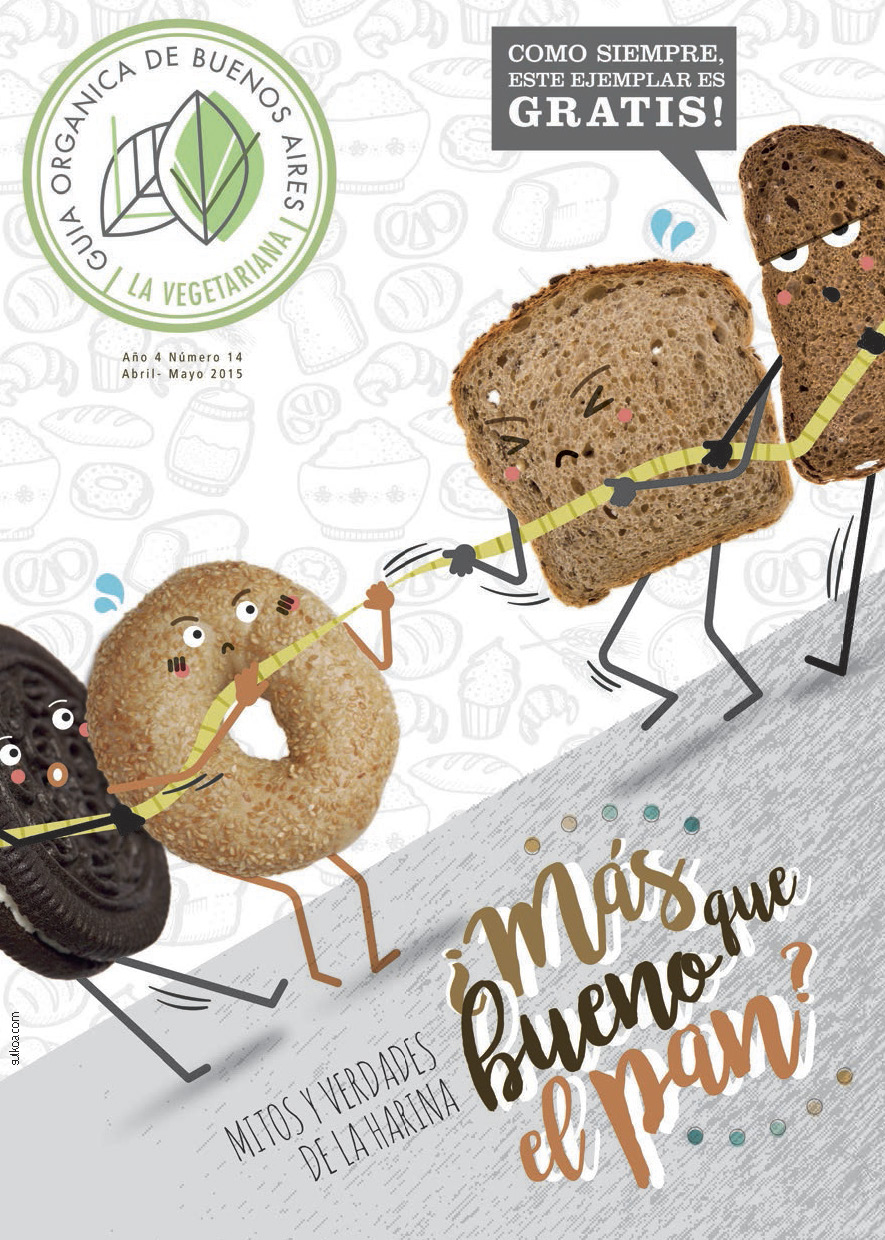 GUIA ORGANICA DE BUENOS AIRES
LA VEGETARIANA
Año 4 Número 14
Abril- Mayo 2015
COMO SIEMPRE,
ESTE EJEMPLAR ES
GRATIS!
¿Más que
bueno
el pan?
MITOS Y VERDADES
DE LA HARINA
sulkoa.com